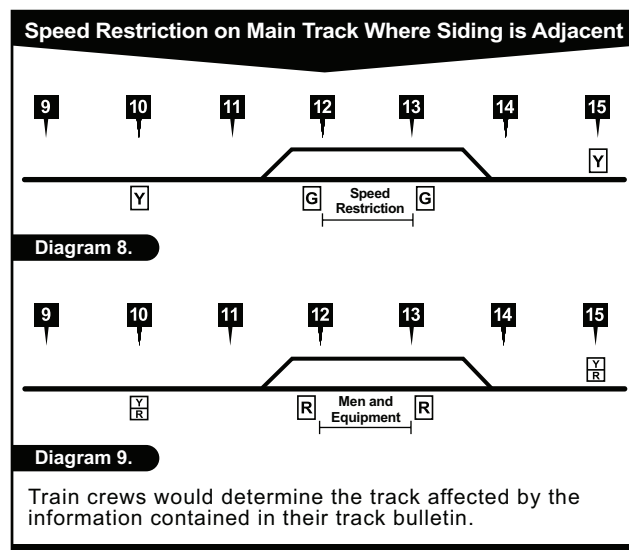 Speed Restriction on Main Track Where Siding is Adjacent
9 10 11 12 13 14 15
Y
Y G Speed G
Restriction
Diagram 8.
9 10 11 12 13 14 15
Y
R
Y R Men and R
R Equipment
Diagram 9.
Train crews would determine the track affected by the
information contained in their track bulletin.